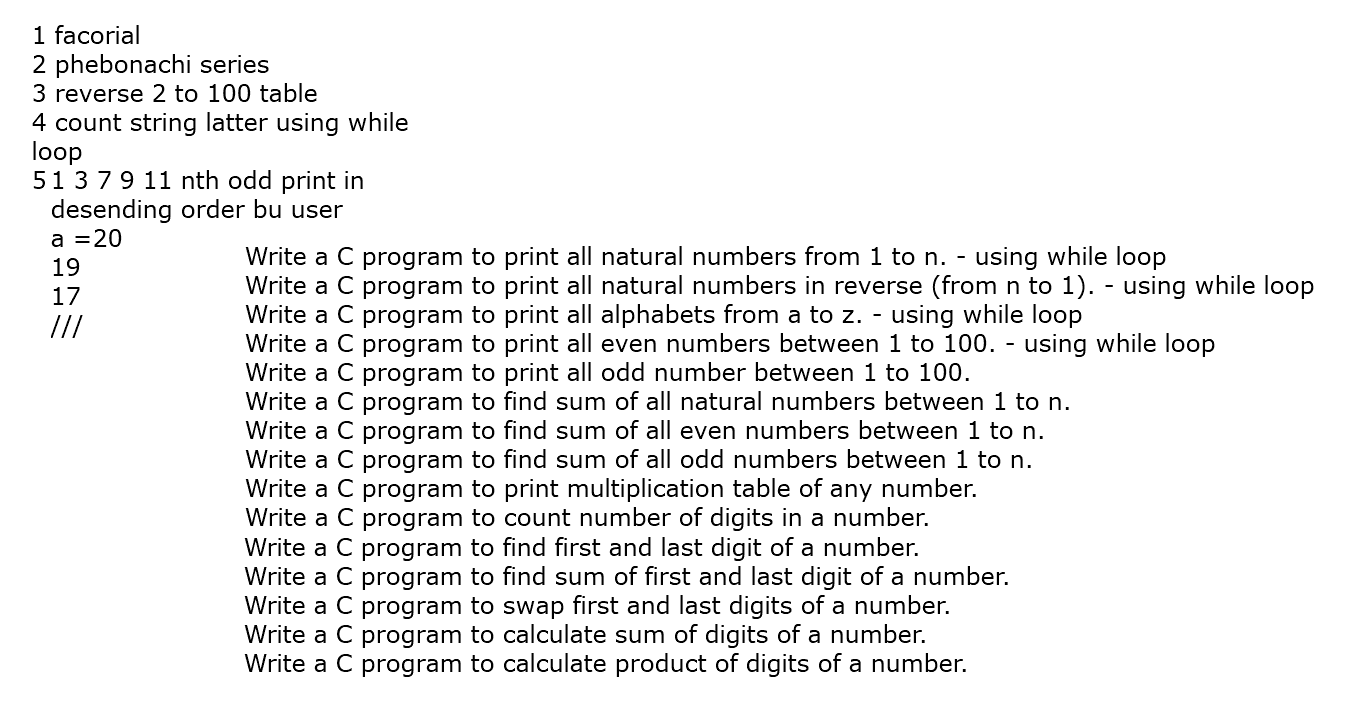 1 facorial
2 phebonachi series
3 reverse 2 to 100 table
4 count string latter using while
loop
5 1 3 7 9 11 nth odd print in
desending order bu user
a =20
19
17
///
Write a C program to print all natural numbers from 1 to n. - using while loop
Write a C program to print all natural numbers in reverse (from n to 1). - using while loop
Write a C program to print all alphabets from a to z. - using while loop
Write a C program to print all even numbers between 1 to 100. - using while loop
Write a C program to print all odd number between 1 to 100.
Write a C program to find sum of all natural numbers between 1 to n.
Write a C program to find sum of all even numbers between 1 to n.
Write a C program to find sum of all odd numbers between 1 to n.
Write a C program to print multiplication table of any number.
Write a C program to count number of digits in a number.
Write a C program to find first and last digit of a number.
Write a C program to find sum of first and last digit of a number.
Write a C program to swap first and last digits of a number.
Write a C program to calculate sum of digits of a number.
Write a C program to calculate product of digits of a number.